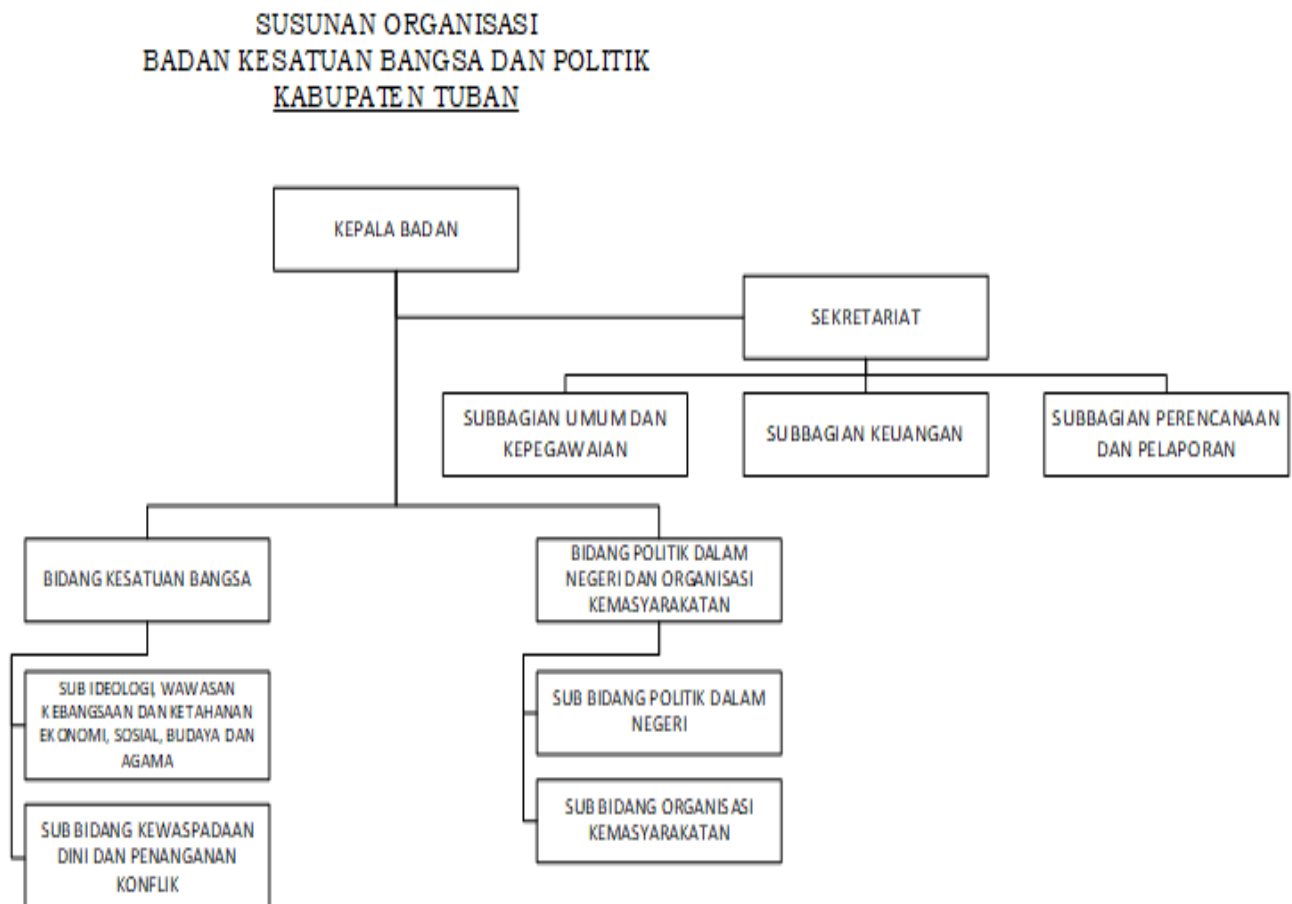 SUSUNAN ORGANISASI
BADAN KESATUAN BANGSA DAN POLITIK
KABUPATEN TUBAN
KEPALA BADAN
SEKRETARIAT
SUBBAGIAN UMUM DAN
KEPEGAWAIAN
SUBBAGIAN KEUANGAN
SUBBAGIAN PERENCANAAN
DAN PELAPORAN
BIDANG KESATUAN BANGSA
SUB IDEOLOGI, WAWASAN
KEBANGSAAN DAN KETAHANAN
EKONOMI, SOSIAL, BUDAYA DAN
AGAMA
SUB BIDANG KEWASPADAAN
DINI DAN PENANGANAN
KONFLIK
BIDANG POLITIK DALAM
NEGERI DAN ORGANISASI
KEMASYARAKATAN
SUB BIDANG POLITIK DALAM
NEGERI
SUB BIDANG ORGANISASI
KEMASYARAKATAN